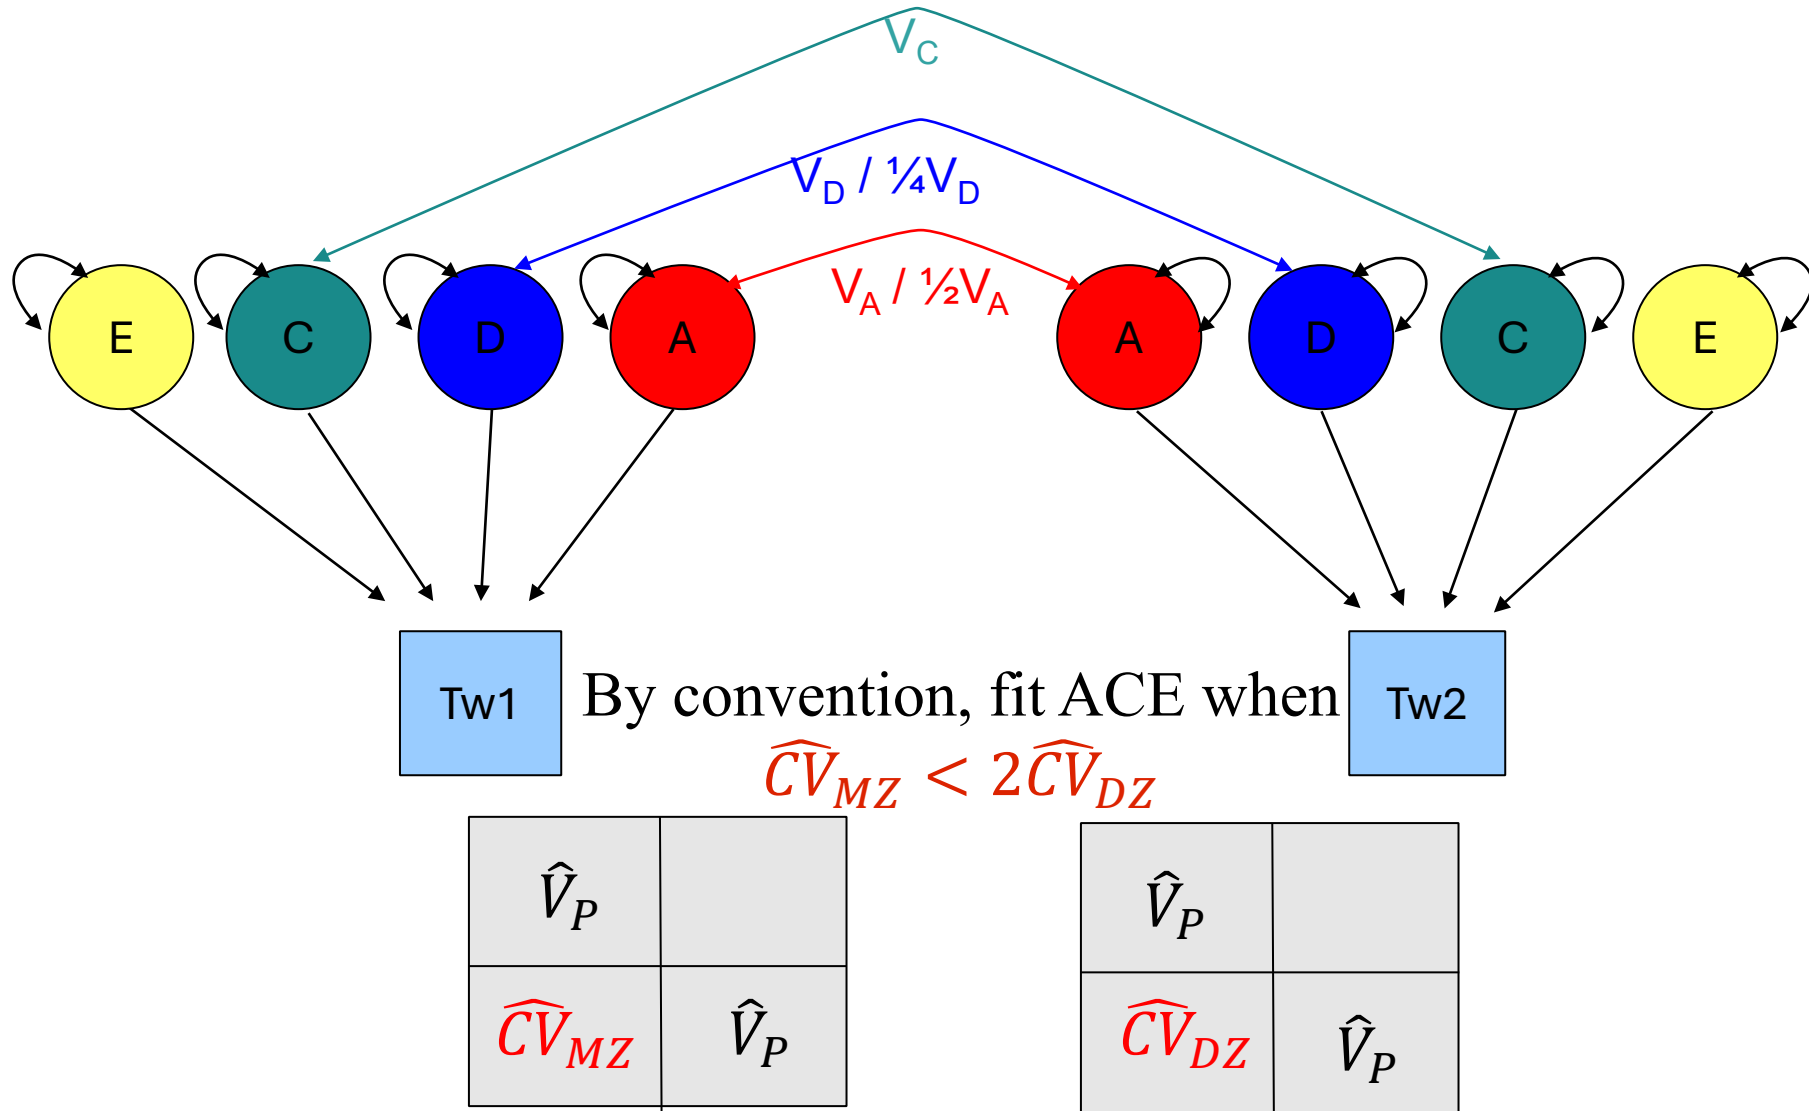 V_C
V_D / ¼V_D
V_A / ½V_A
E C D A A D C E
Tw1 By convention, fit ACE when Tw2
\widehat{CV}_{MZ} < 2\widehat{CV}_{DZ}
\hat{V}_P \hat{V}_P
\widehat{CV}_{MZ} \hat{V}_P \widehat{CV}_{DZ} \hat{V}_P